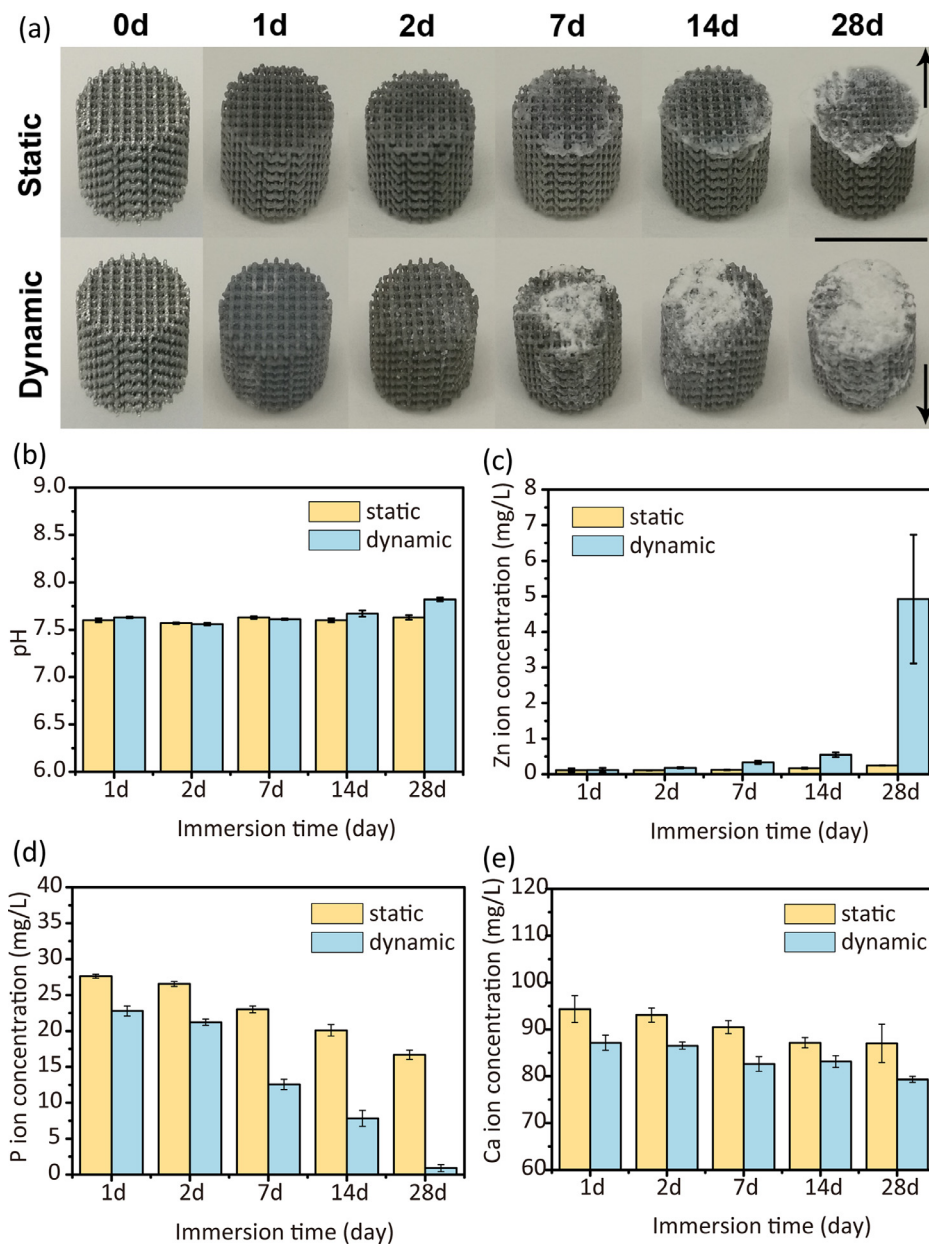 (a) 0d 1d 2d 7d 14d 28d
Static
Dynamic
(b)
9.0
8.5
8.0
7.5
7.0
6.5
6.0
pH
static
dynamic
1d 2d 7d 14d 28d
Immersion time (day)
(c)
8
7
6
5
4
3
2
1
0
Zn ion concentration (mg/L)
static
dynamic
1d 2d 7d 14d 28d
Immersion time (day)
(d)
40
35
30
25
20
15
10
5
0
P ion concentration (mg/L)
static
dynamic
1d 2d 7d 14d 28d
Immersion time (day)
(e)
120
110
100
90
80
70
60
Ca ion concentration (mg/L)
static
dynamic
1d 2d 7d 14d 28d
Immersion time (day)